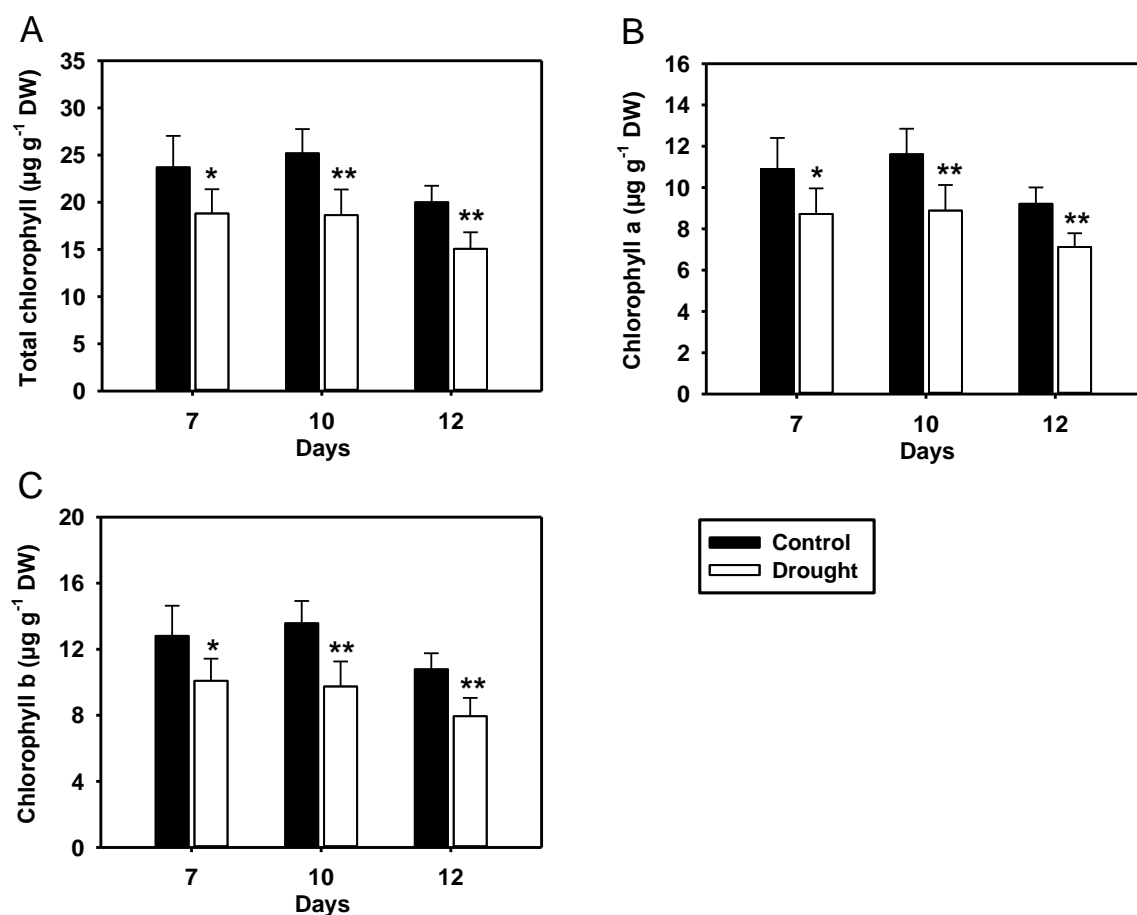 A
Total chlorophyll (µg g⁻¹ DW)
35
30
25
20
15
10
5
0
*
**
**
7 10 12
Days
B
Chlorophyll a (µg g⁻¹ DW)
16
14
12
10
8
6
4
2
0
*
**
**
7 10 12
Days
C
Chlorophyll b (µg g⁻¹ DW)
20
16
12
8
4
0
*
**
**
7 10 12
Days
Control
Drought